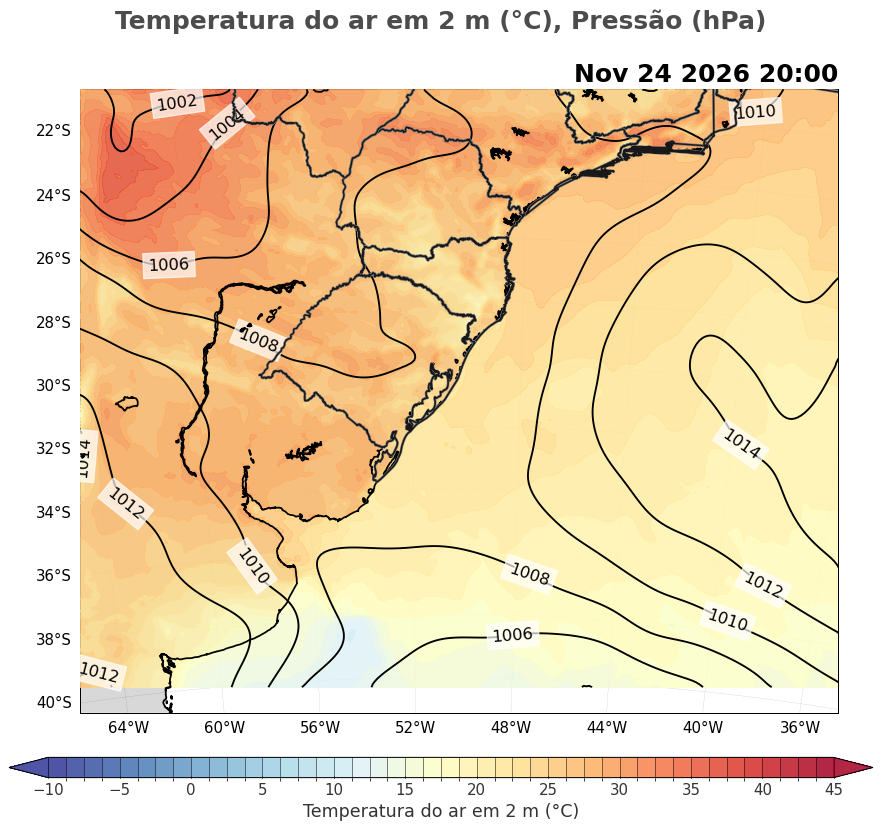 Temperatura do ar em 2 m (°C), Pressão (hPa)
Nov 24 2026 20:00
1002
1004
1010
22°S
24°S
26°S
1006
28°S
1008
30°S
32°S
1014
1014
1012
34°S
1010
1008
36°S
1012
1010
38°S
1006
1012
40°S
64°W 60°W 56°W 52°W 48°W 44°W 40°W 36°W
−10 −5 0 5 10 15 20 25 30 35 40 45
Temperatura do ar em 2 m (°C)